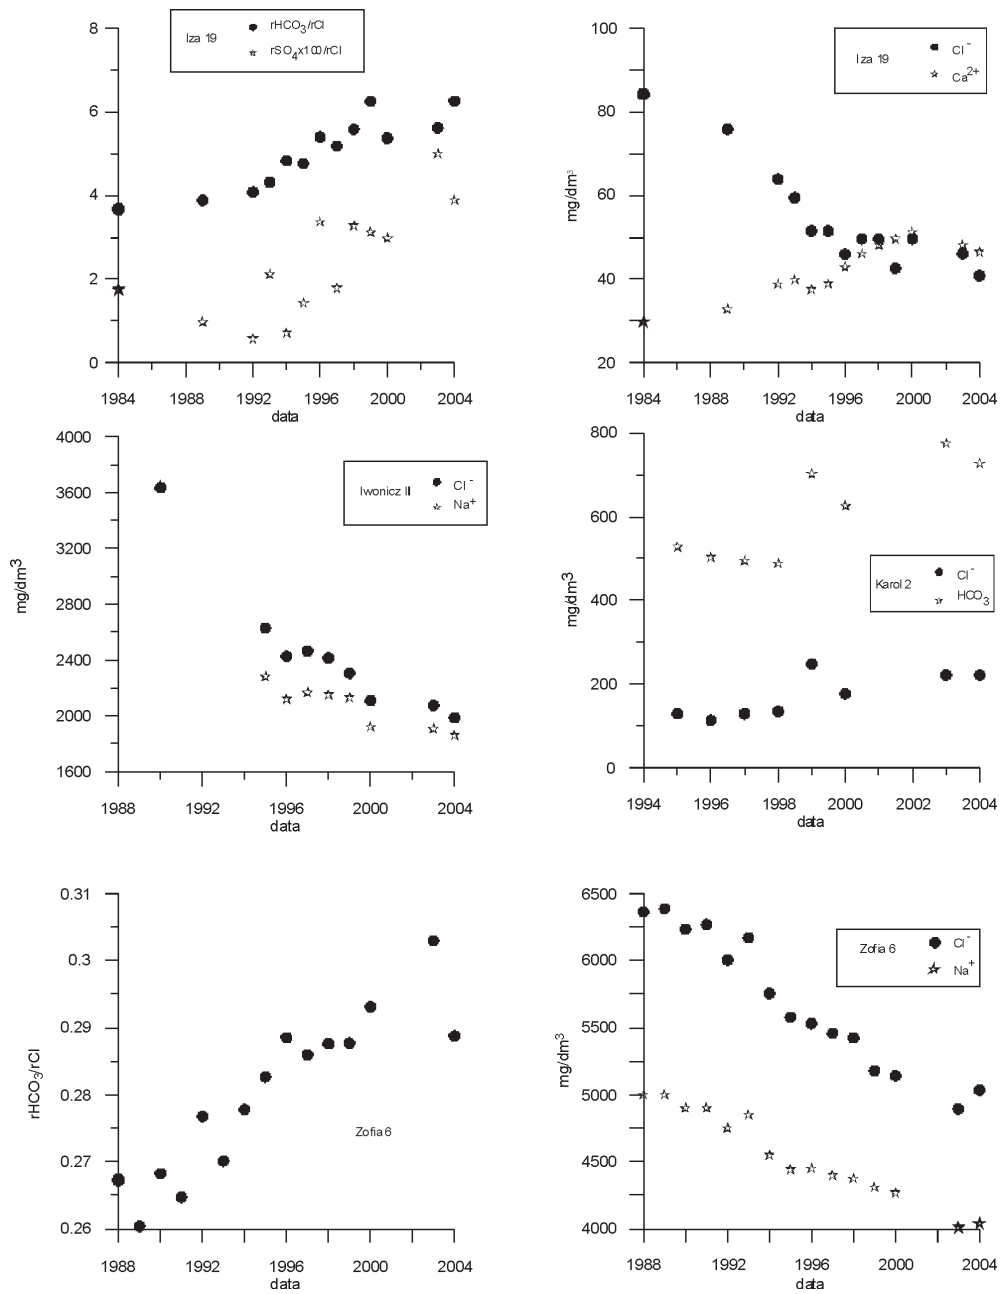 8
6
4
2
0
Iza 19
rHCO3/rCl
rSO4x100/rCl
1984 1988 1992 1996 2000 2004
data
100
80
60
40
20
mg/dm3
Iza 19
Cl-
Ca2+
1984 1988 1992 1996 2000 2004
data
4000
3600
3200
2800
2400
2000
1600
mg/dm3
Iwonicz II
Cl-
Na+
1988 1992 1996 2000 2004
data
800
600
400
200
0
mg/dm3
Karol 2
Cl-
HCO3
1994 1996 1998 2000 2002 2004
data
0.31
0.3
0.29
0.28
0.27
0.26
rHCO3/rCl
Zofia 6
1988 1992 1996 2000 2004
data
6500
6000
5500
5000
4500
4000
mg/dm3
Zofia 6
Cl-
Na+
1988 1992 1996 2000 2004
data